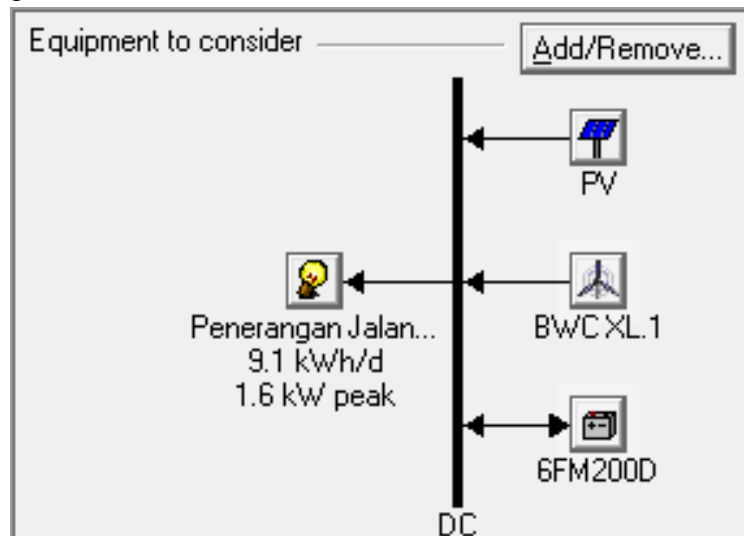 Equipment to consider
Add/Remove...
PV
Penerangan Jalan...
9.1 kWh/d
1.6 kW peak
BWC XL.1
6FM200D
DC